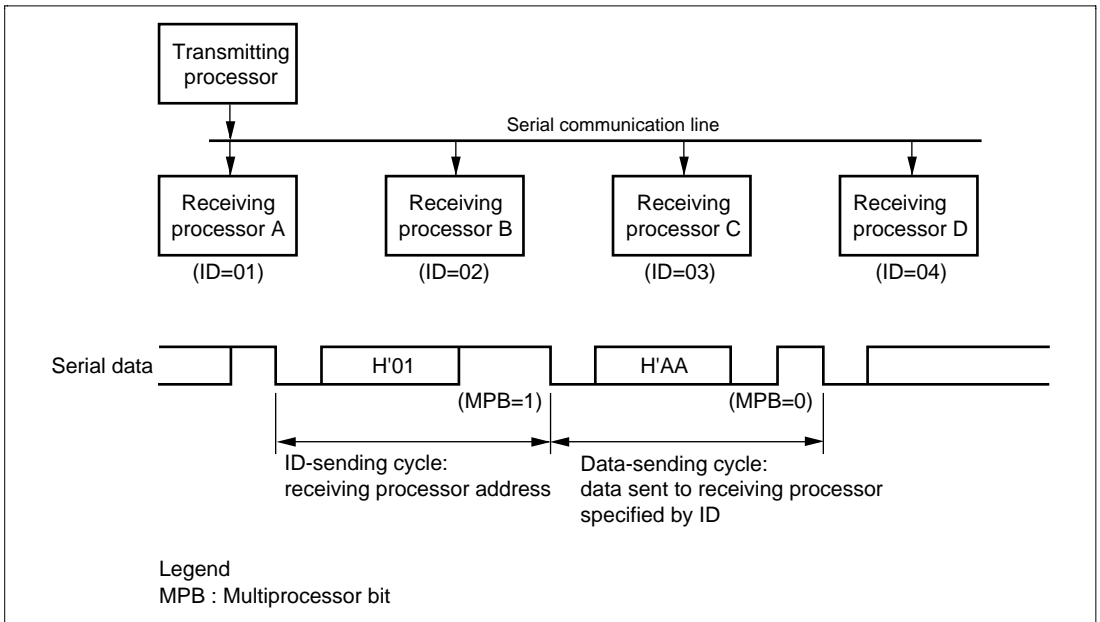 Transmitting
processor
Serial communication line
Receiving
processor A
Receiving
processor B
Receiving
processor C
Receiving
processor D
(ID=01)
(ID=02)
(ID=03)
(ID=04)
Serial data
H'01
H'AA
(MPB=1)
(MPB=0)
ID-sending cycle:
receiving processor address
Data-sending cycle:
data sent to receiving processor
specified by ID
Legend
MPB : Multiprocessor bit